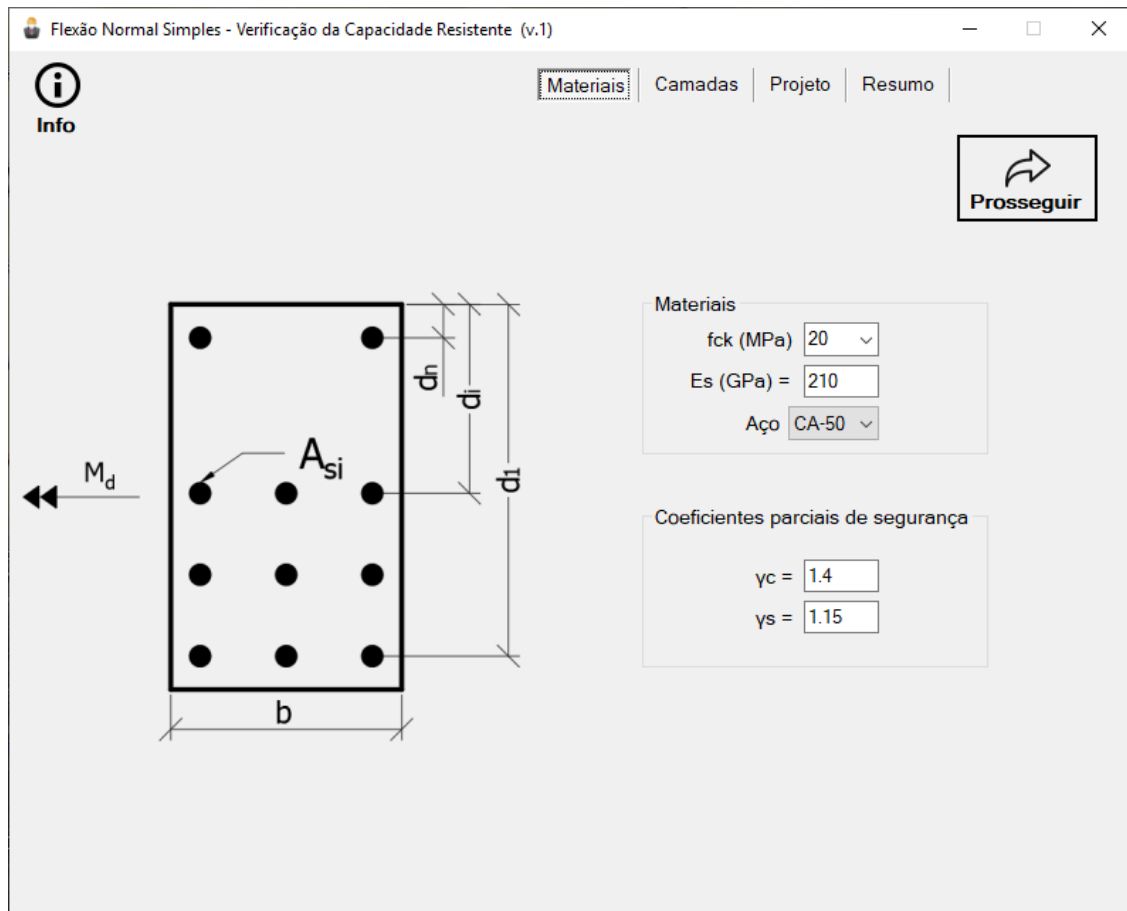 Flexão Normal Simples - Verificação da Capacidade Resistente (v.1)
Info
Materiais
Camadas
Projeto
Resumo
Prosseguir
dn
di
d1
Asi
Md
b
Materiais
fck (MPa) 20
Es (GPa) = 210
Aço CA-50
Coeficientes parciais de segurança
γc = 1.4
γs = 1.15